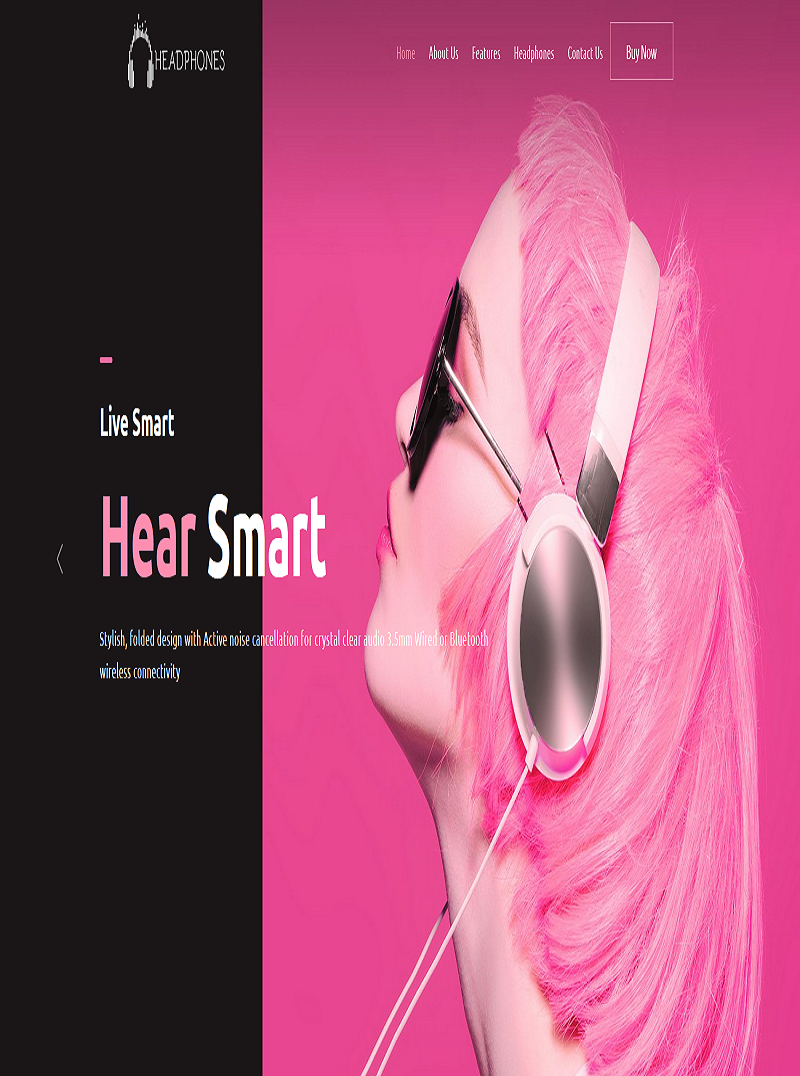 HEADPHONES
Home About Us Features Headphones Contact Us Buy Now
Live Smart
Hear Smart
Stylish, folded design with Active noise cancellation for crystal clear audio 3.5mm Wired or Bluetooth
wireless connectivity